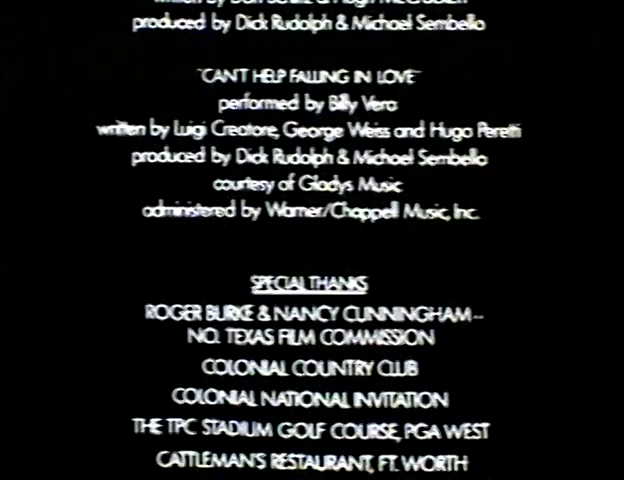 produced by Dick Rudolph & Michael Sembello
"CAN'T HELP FALLING IN LOVE"
performed by Billy Vera
written by Luigi Creatore, George Weiss and Hugo Peretti
produced by Dick Rudolph & Michael Sembello
courtesy of Gladys Music
administered by Warner/Chappell Music, Inc.
SPECIAL THANKS
ROGER BURKE & NANCY CUNNINGHAM--
NO. TEXAS FILM COMMISSION
COLONIAL COUNTRY CLUB
COLONIAL NATIONAL INVITATION
THE TPC STADIUM GOLF COURSE, PGA WEST
CATTLEMAN'S RESTAURANT, FT. WORTH